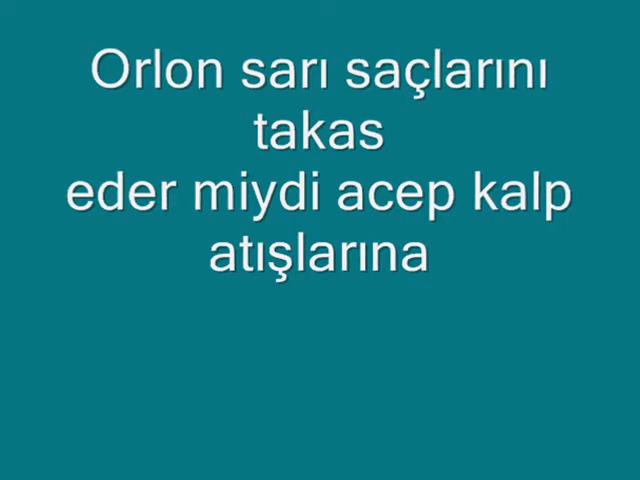 Orlon sarı saçlarını
takas
eder miydi acep kalp
atışlarına